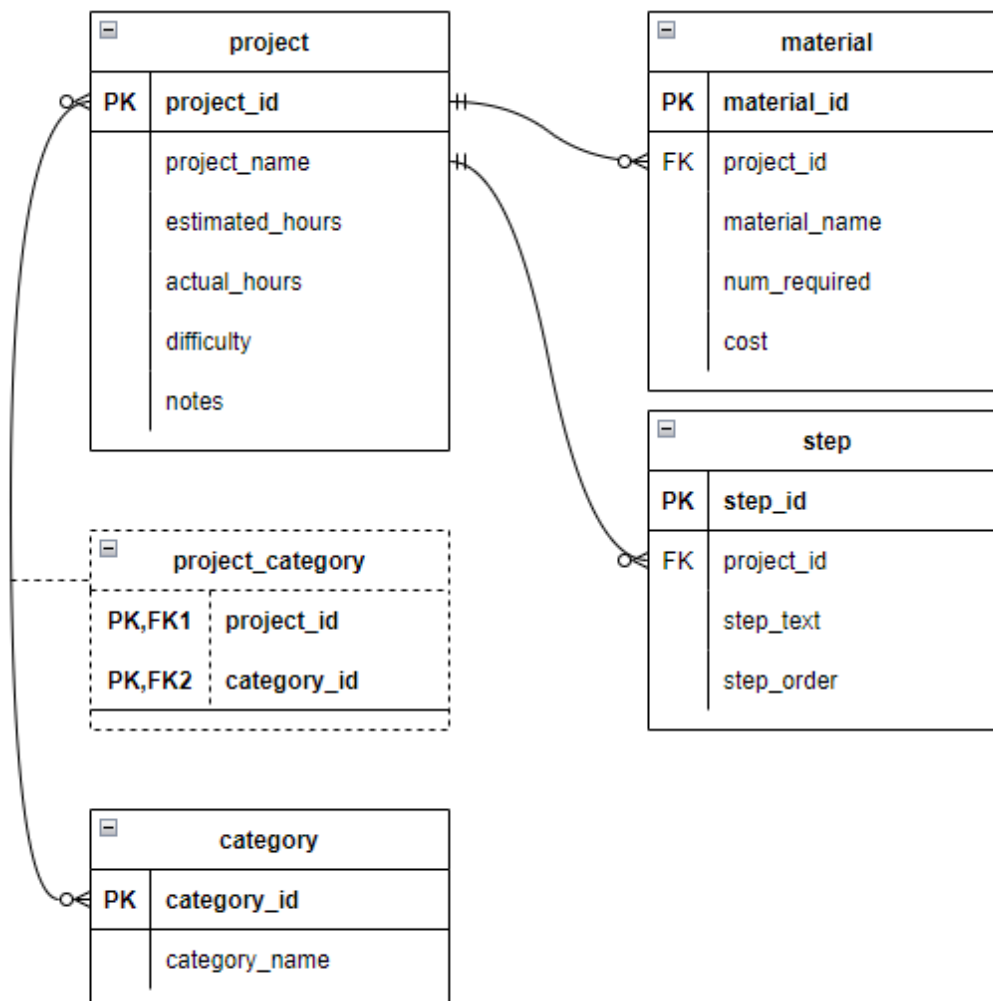 project
PK project_id
project_name
estimated_hours
actual_hours
difficulty
notes
material
PK material_id
FK project_id
material_name
num_required
cost
step
PK step_id
FK project_id
step_text
step_order
project_category
PK,FK1 project_id
PK,FK2 category_id
category
PK category_id
category_name